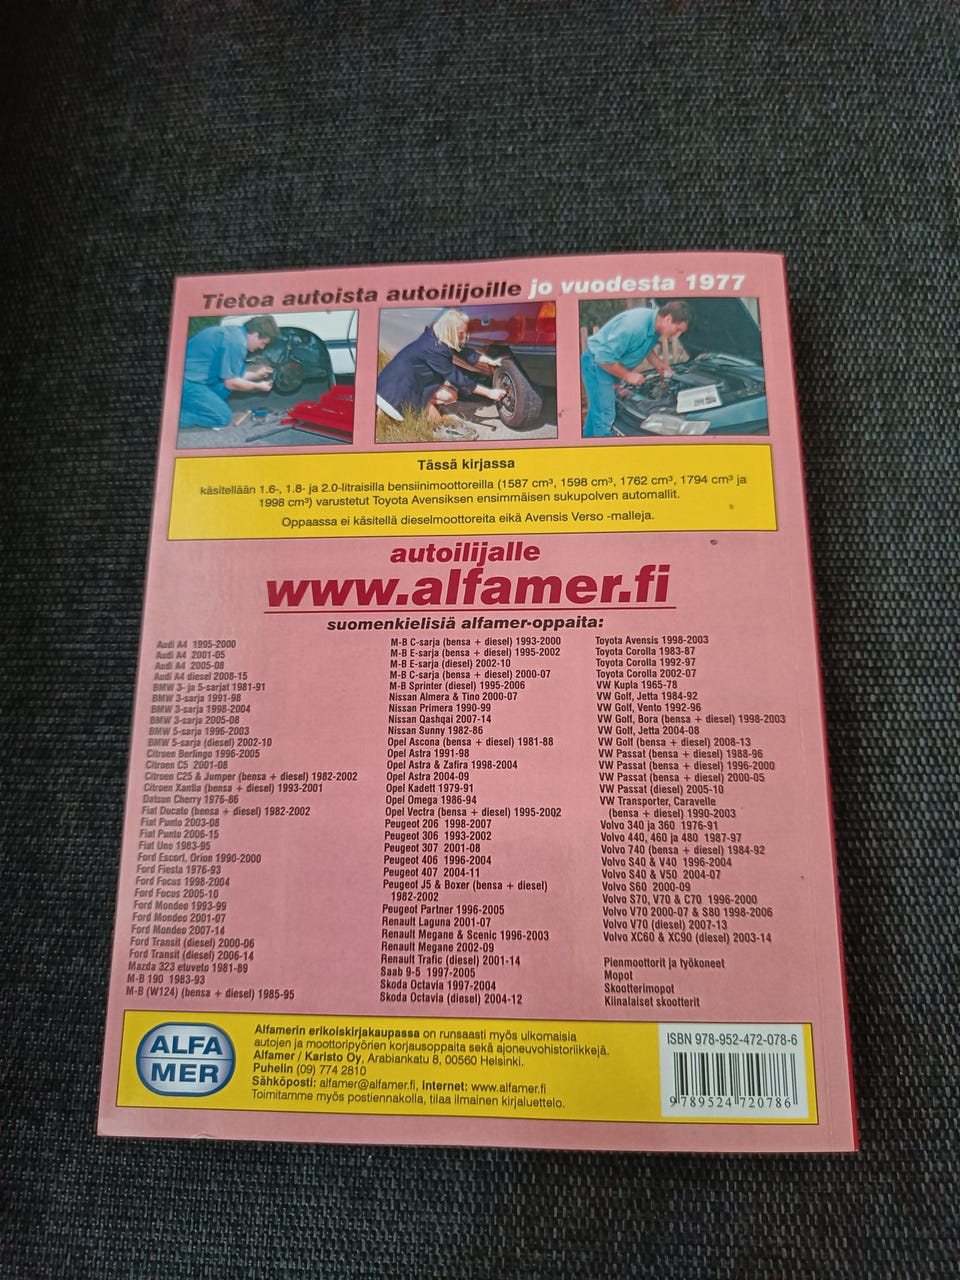 Tietoa autoista autoilijoille jo vuodesta 1977
Tässä kirjassa
käsitellään 1.6-, 1.8- ja 2.0-litraisilla bensiinimoottoreilla (1587 cm³, 1598 cm³, 1762 cm³, 1794 cm³ ja
1998 cm³) varustetut Toyota Avensiksen ensimmäisen sukupolven automallit.
Oppaassa ei käsitellä dieselmoottoreita eikä Avensis Verso -malleja.
autoilijalle
www.alfamer.fi
suomenkielisiä alfamer-oppaita:
Audi A4 1995-2000
Audi A4 2001-05
Audi A4 2005-08
Audi A4 diesel 2008-15
BMW 3- ja 5-sarjat 1981-91
BMW 3-sarja 1991-98
BMW 3-sarja 1998-2004
BMW 3-sarja 2005-08
BMW 5-sarja 1996-2003
BMW 5-sarja (diesel) 2002-10
Citroen Berlingo 1996-2005
Citroen C5 2001-08
Citroen C25 & Jumper (bensa + diesel) 1982-2002
Citroen Xantia (bensa + diesel) 1993-2001
Datsun Cherry 1976-86
Fiat Ducato (bensa + diesel) 1982-2002
Fiat Punto 2003-08
Fiat Punto 2006-15
Fiat Uno 1983-95
Ford Escort, Orion 1990-2000
Ford Fiesta 1976-93
Ford Focus 1998-2004
Ford Focus 2005-10
Ford Mondeo 1993-99
Ford Mondeo 2001-07
Ford Mondeo 2007-14
Ford Transit (diesel) 2000-06
Ford Transit (diesel) 2006-14
Mazda 323 etuveto 1981-89
M-B 190 1983-93
M-B (W124) (bensa + diesel) 1985-95
M-B C-sarja (bensa + diesel) 1993-2000
M-B E-sarja (bensa + diesel) 1995-2002
M-B E-sarja (diesel) 2002-10
M-B C-sarja (bensa + diesel) 2000-07
M-B Sprinter (diesel) 1995-2006
Nissan Almera & Tino 2000-07
Nissan Primera 1990-99
Nissan Qashqai 2007-14
Nissan Sunny 1982-86
Opel Ascona (bensa + diesel) 1981-88
Opel Astra 1991-98
Opel Astra & Zafira 1998-2004
Opel Astra 2004-09
Opel Kadett 1979-91
Opel Omega 1986-94
Opel Vectra (bensa + diesel) 1995-2002
Peugeot 206 1998-2007
Peugeot 306 1993-2002
Peugeot 307 2001-08
Peugeot 406 1996-2004
Peugeot 407 2004-11
Peugeot J5 & Boxer (bensa + diesel)
1982-2002
Peugeot Partner 1996-2005
Renault Laguna 2001-07
Renault Megane & Scenic 1996-2003
Renault Megane 2002-09
Renault Trafic (diesel) 2001-14
Saab 9-5 1997-2005
Skoda Octavia 1997-2004
Skoda Octavia (diesel) 2004-12
Toyota Avensis 1998-2003
Toyota Corolla 1983-87
Toyota Corolla 1992-97
Toyota Corolla 2002-07
VW Kupla 1965-78
VW Golf, Jetta 1984-92
VW Golf, Vento 1992-96
VW Golf, Bora (bensa + diesel) 1998-2003
VW Golf, Jetta 2004-08
VW Golf (bensa + diesel) 2008-13
VW Passat (bensa + diesel) 1988-96
VW Passat (bensa + diesel) 1996-2000
VW Passat (bensa + diesel) 2000-05
VW Passat (diesel) 2005-10
VW Transporter, Caravelle
(bensa + diesel) 1990-2003
Volvo 340 ja 360 1976-91
Volvo 440, 460 ja 480 1987-97
Volvo 740 (bensa + diesel) 1984-92
Volvo S40 & V40 1996-2004
Volvo S40 & V50 2004-07
Volvo S60 2000-09
Volvo S70, V70 & C70 1996-2000
Volvo V70 2000-07 & S80 1998-2006
Volvo V70 (diesel) 2007-13
Volvo XC60 & XC90 (diesel) 2003-14
Pienmoottorit ja työkoneet
Mopot
Skootterimopot
Kiinalaiset skootterit
ALFA
MER
Alfamerin erikoiskirjakaupassa on runsaasti myös ulkomaisia
autojen ja moottoripyörien korjausoppaita sekä ajoneuvohistoriikkejä.
Alfamer / Karisto Oy, Arabiankatu 8, 00560 Helsinki.
Puhelin (09) 774 2810
Sähköposti: alfamer@alfamer.fi, Internet: www.alfamer.fi
Toimitamme myös postiennakolla, tilaa ilmainen kirjaluettelo.
ISBN 978-952-472-078-6
9 789524 720786